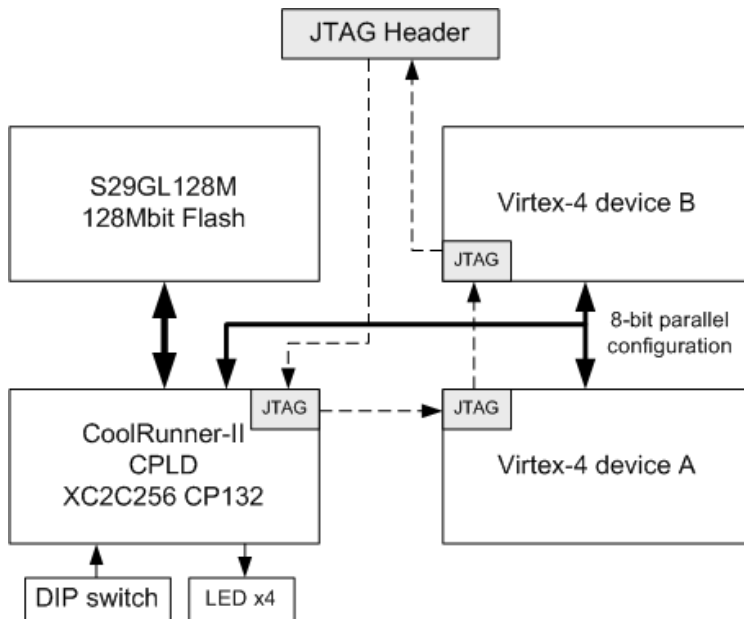 JTAG Header
S29GL128M
128Mbit Flash
Virtex-4 device B
JTAG
8-bit parallel
configuration
JTAG
JTAG
CoolRunner-II
CPLD
XC2C256 CP132
Virtex-4 device A
DIP switch
LED x4